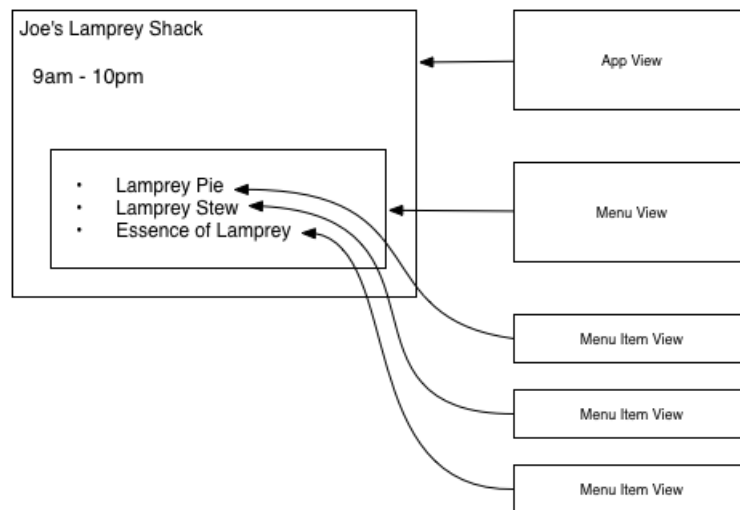 Joe's Lamprey Shack
9am - 10pm
• Lamprey Pie
• Lamprey Stew
• Essence of Lamprey
App View
Menu View
Menu Item View
Menu Item View
Menu Item View